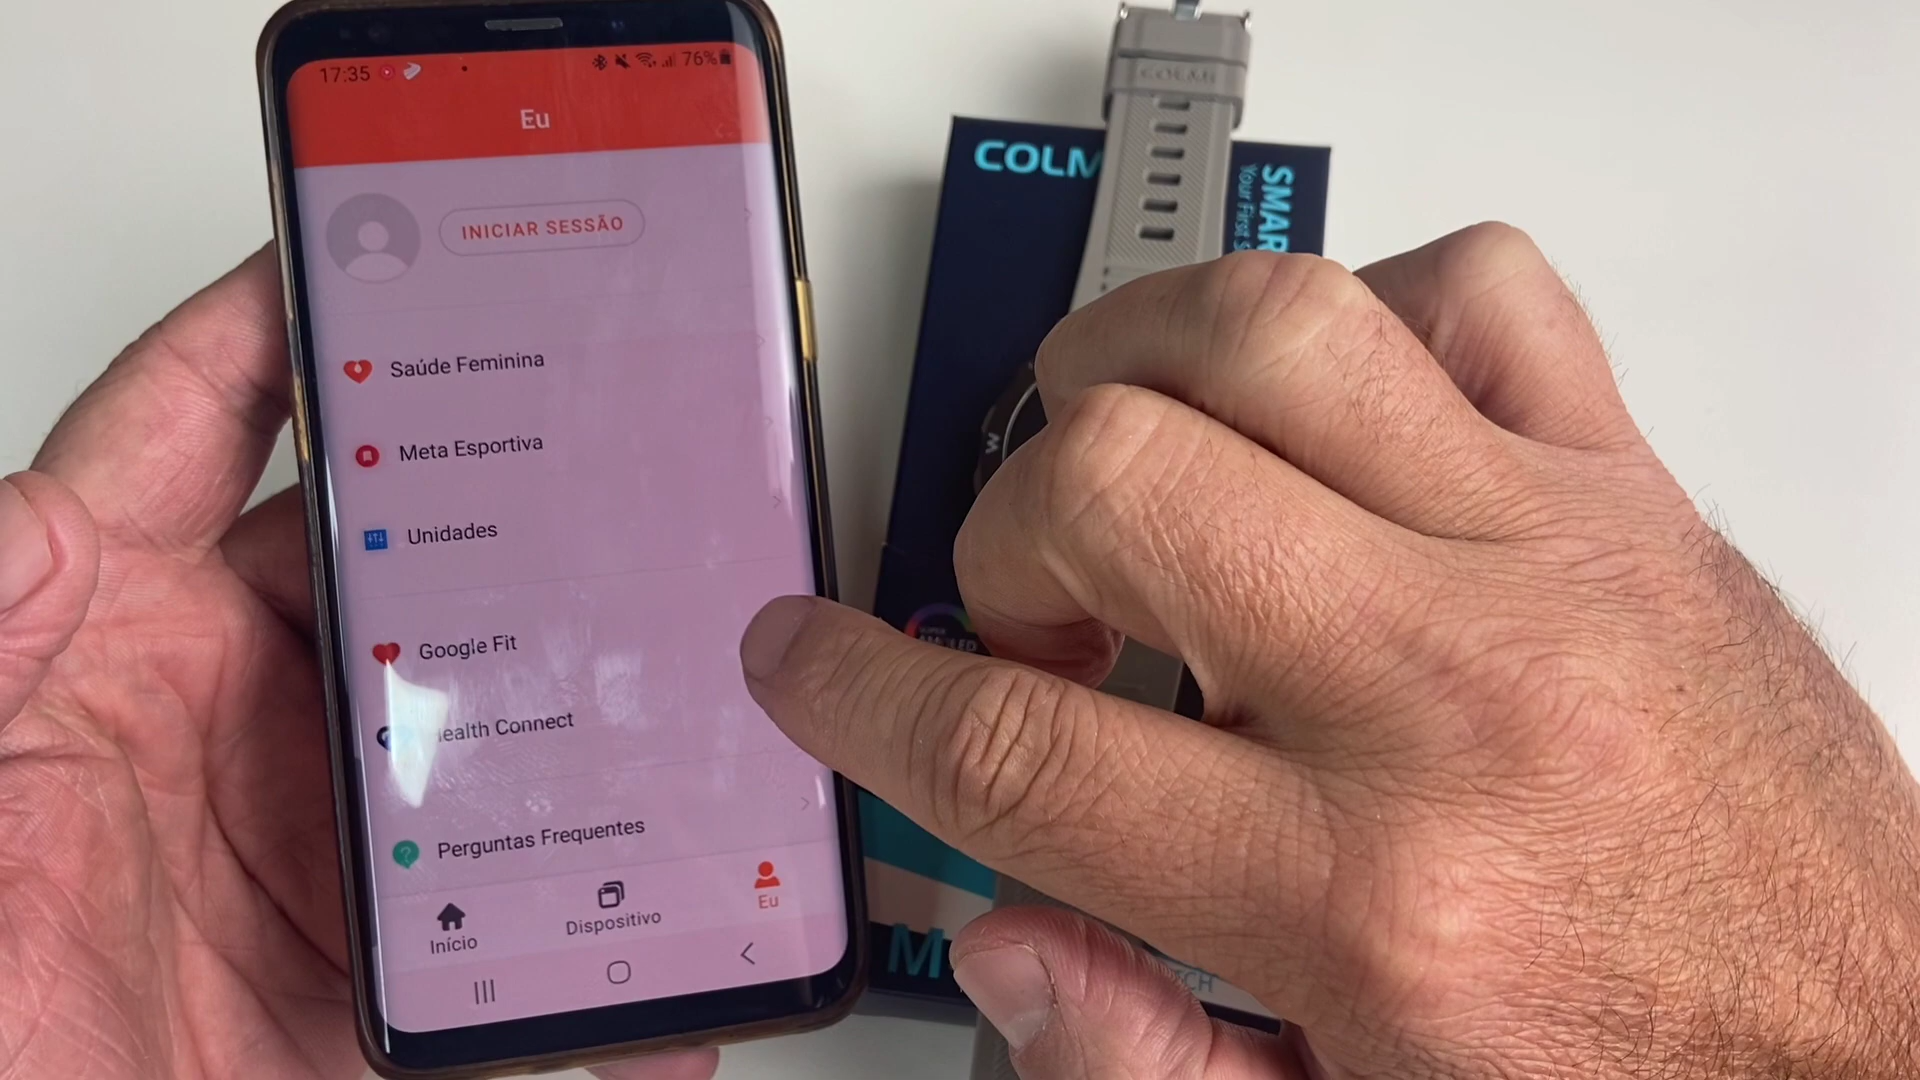 17:35
76%
Eu
INICIAR SESSÃO
Saúde Feminina
Meta Esportiva
Unidades
Google Fit
ealth Connect
Perguntas Frequentes
Início
Dispositivo
Eu
COLMI
COLM
SMAR
Your First S
W
M